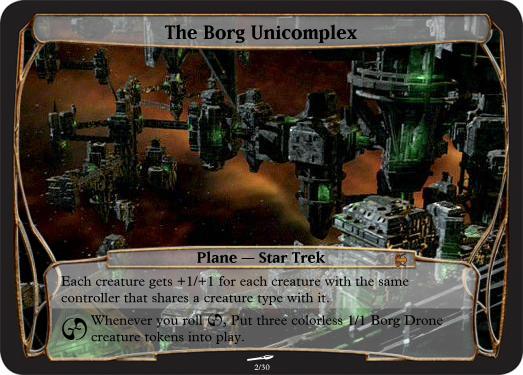 The Borg Unicomplex
Plane — Star Trek
Each creature gets +1/+1 for each creature with the same
controller that shares a creature type with it.
Whenever you roll , Put three colorless 1/1 Borg Drone
creature tokens into play.
2/30